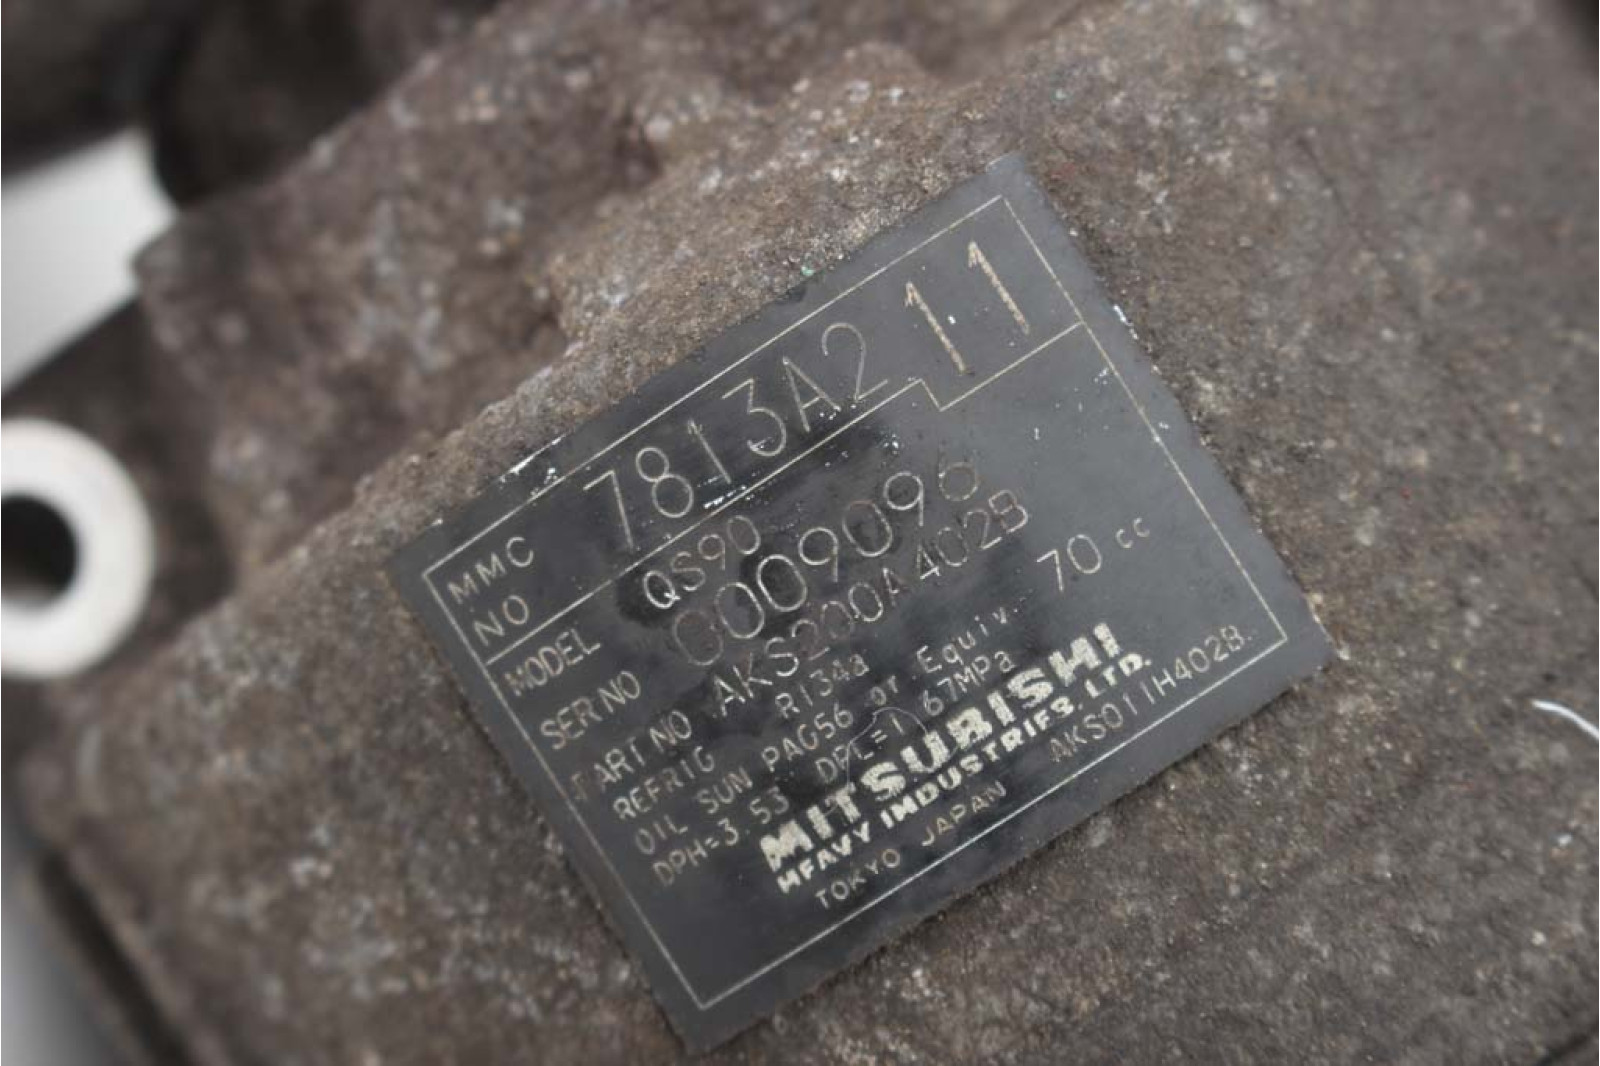 MMC NO 7813A211
MODEL QS90
SER NO 0009096
PART NO AKS200A402B
REFRIG R134a
OIL SUN PAG56 or Equiv. 70 cc
DPH=3.53 DPL=1.67MPa
MITSUBISHI
HEAVY INDUSTRIES, LTD.
TOKYO JAPAN AKS011H402B